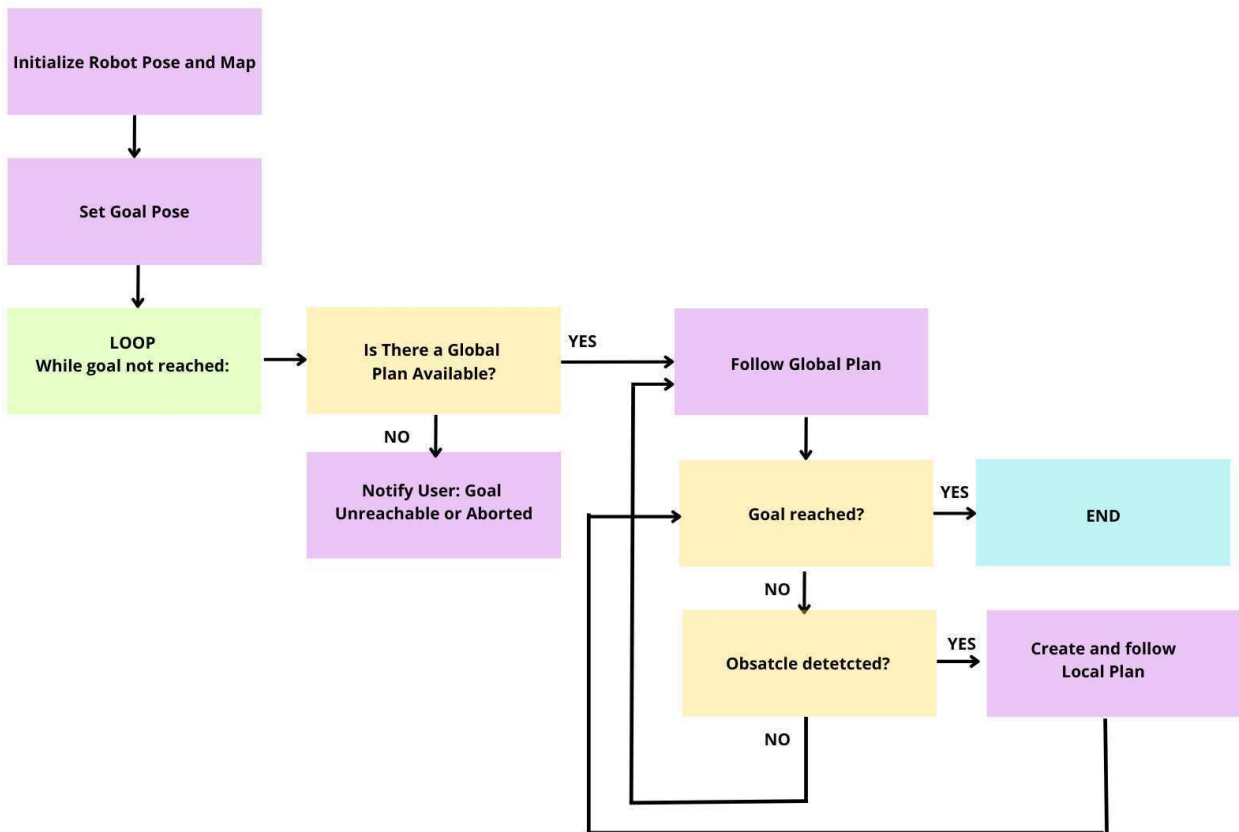 Initialize Robot Pose and Map
Set Goal Pose
LOOP
While goal not reached:
Is There a Global
Plan Available?
YES
Follow Global Plan
NO
Notify User: Goal
Unreachable or Aborted
Goal reached?
YES
END
NO
Obsatcle detetcted?
YES
Create and follow
Local Plan
NO